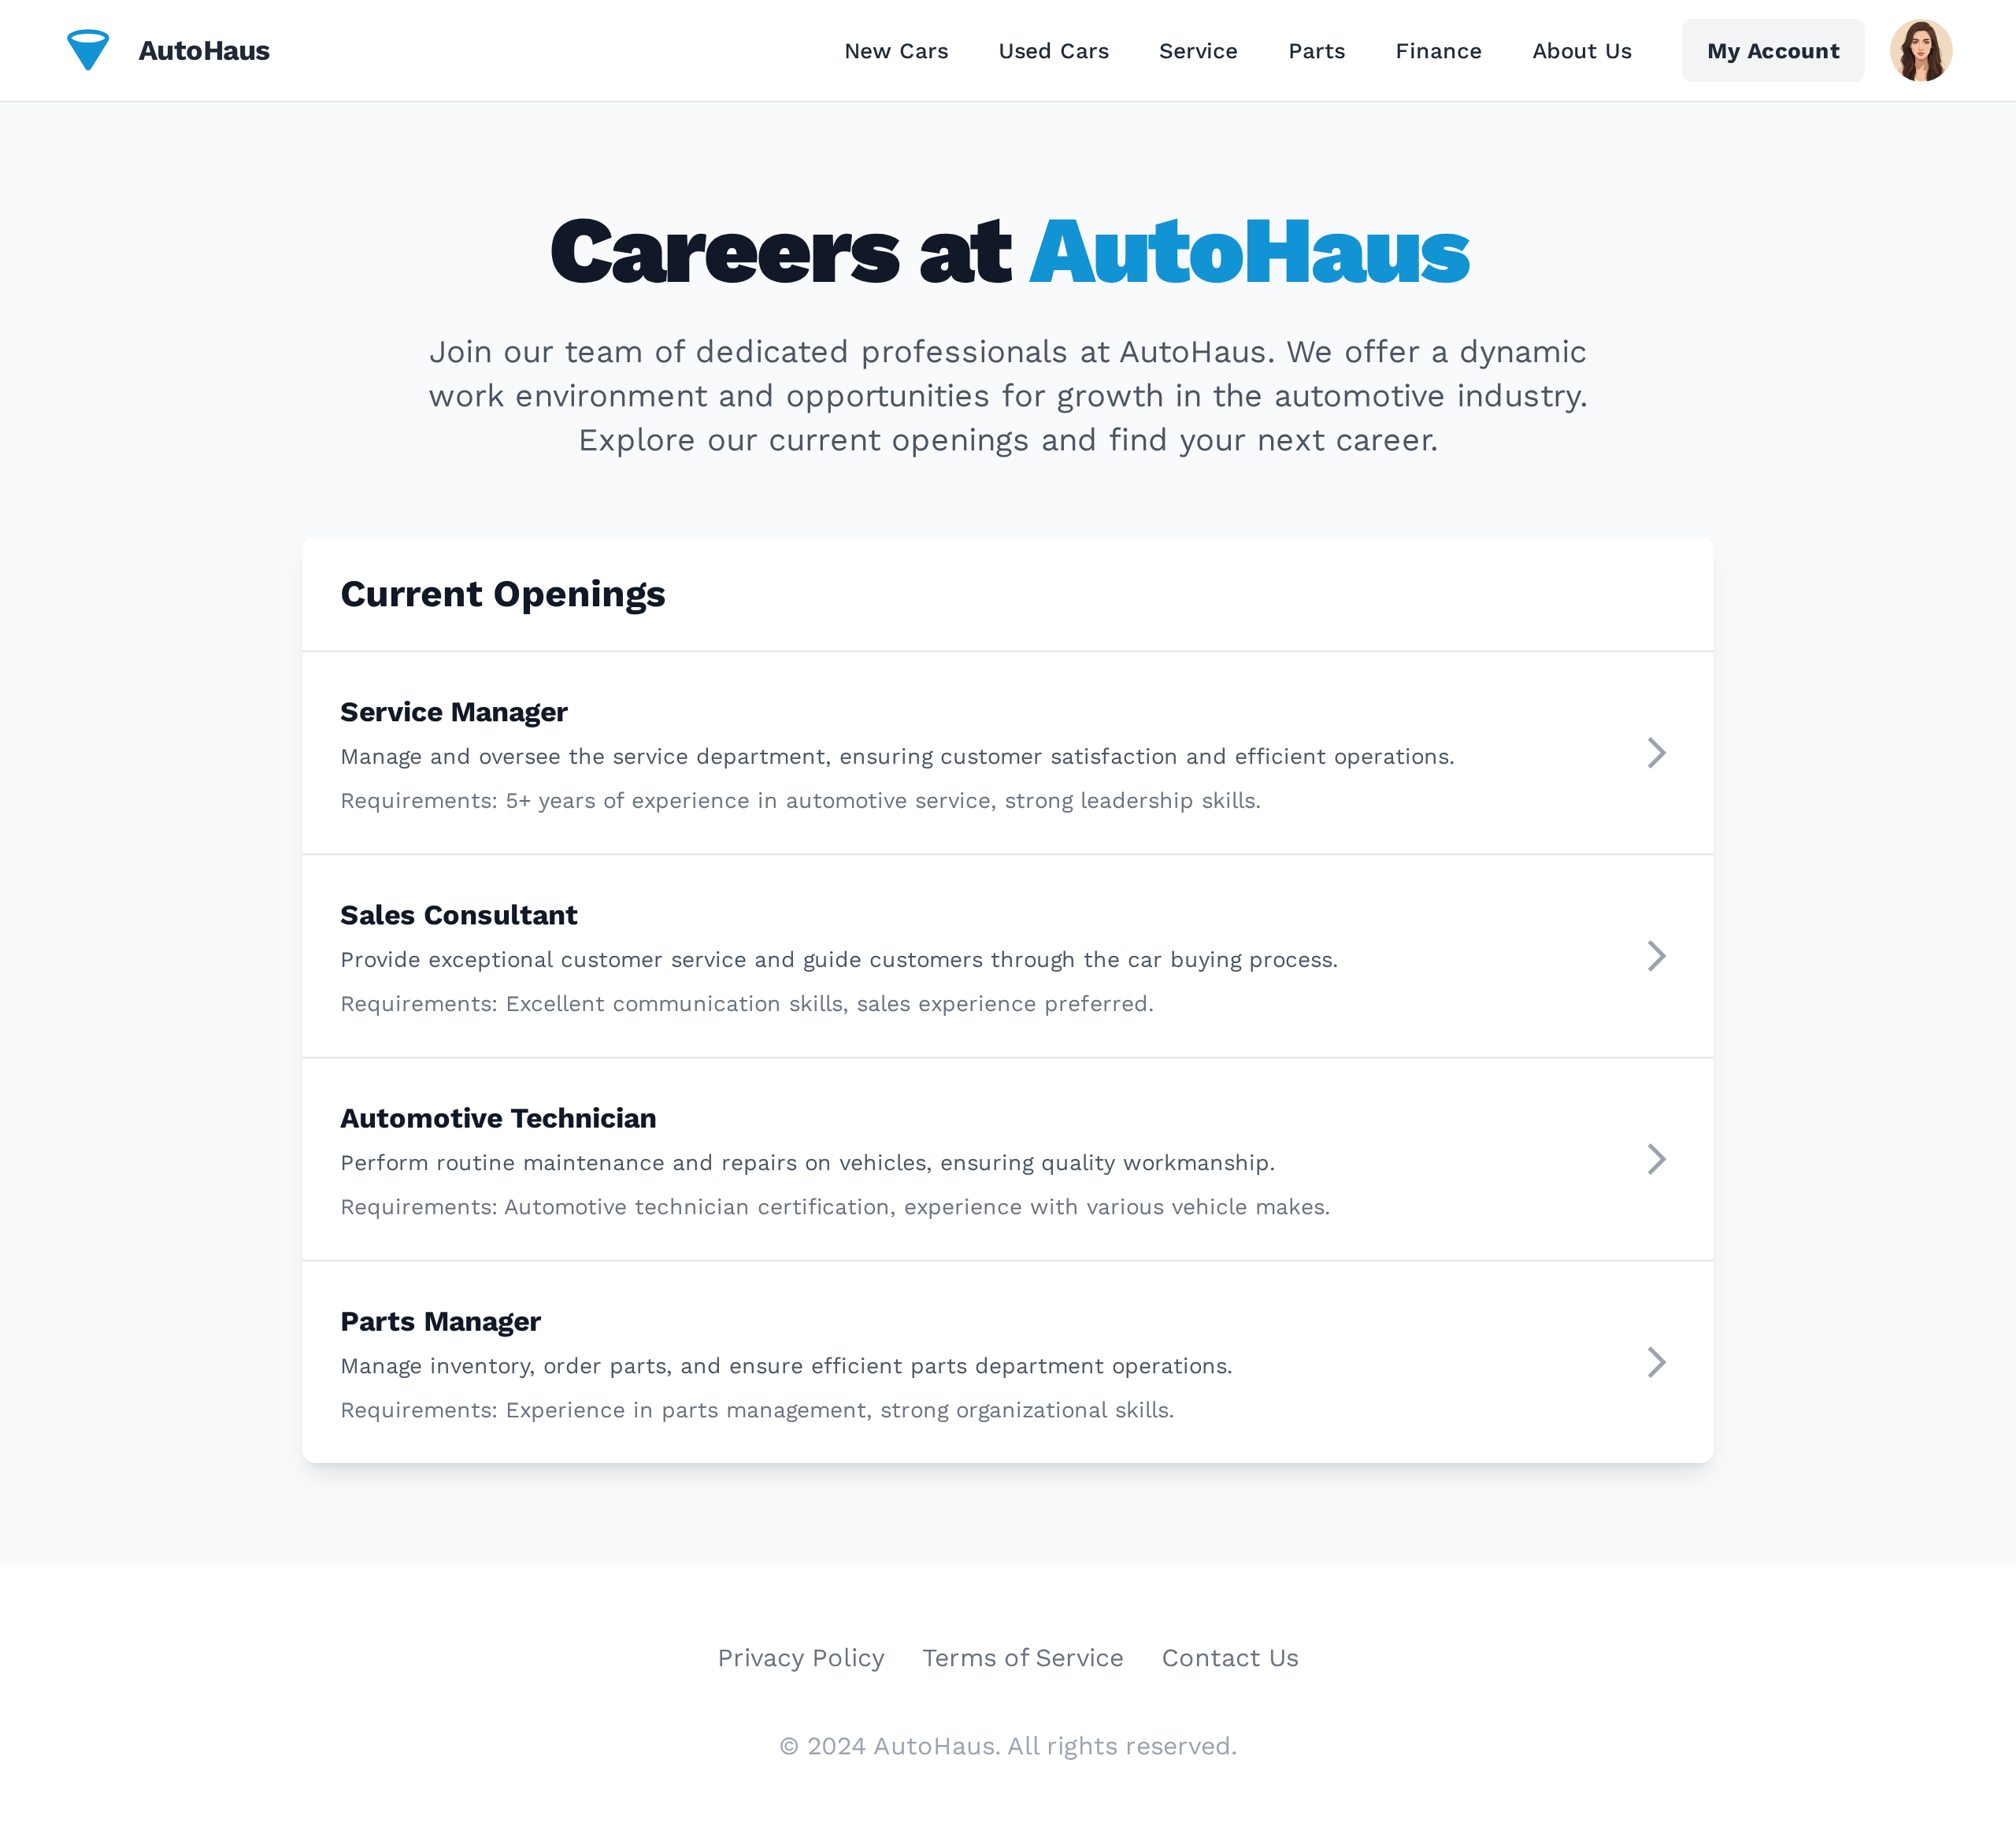 AutoHaus
New Cars
Used Cars
Service
Parts
Finance
About Us
My Account
Careers at AutoHaus
Join our team of dedicated professionals at AutoHaus. We offer a dynamic
work environment and opportunities for growth in the automotive industry.
Explore our current openings and find your next career.
Current Openings
Service Manager
Manage and oversee the service department, ensuring customer satisfaction and efficient operations.
Requirements: 5+ years of experience in automotive service, strong leadership skills.
Sales Consultant
Provide exceptional customer service and guide customers through the car buying process.
Requirements: Excellent communication skills, sales experience preferred.
Automotive Technician
Perform routine maintenance and repairs on vehicles, ensuring quality workmanship.
Requirements: Automotive technician certification, experience with various vehicle makes.
Parts Manager
Manage inventory, order parts, and ensure efficient parts department operations.
Requirements: Experience in parts management, strong organizational skills.
Privacy Policy
Terms of Service
Contact Us
© 2024 AutoHaus. All rights reserved.